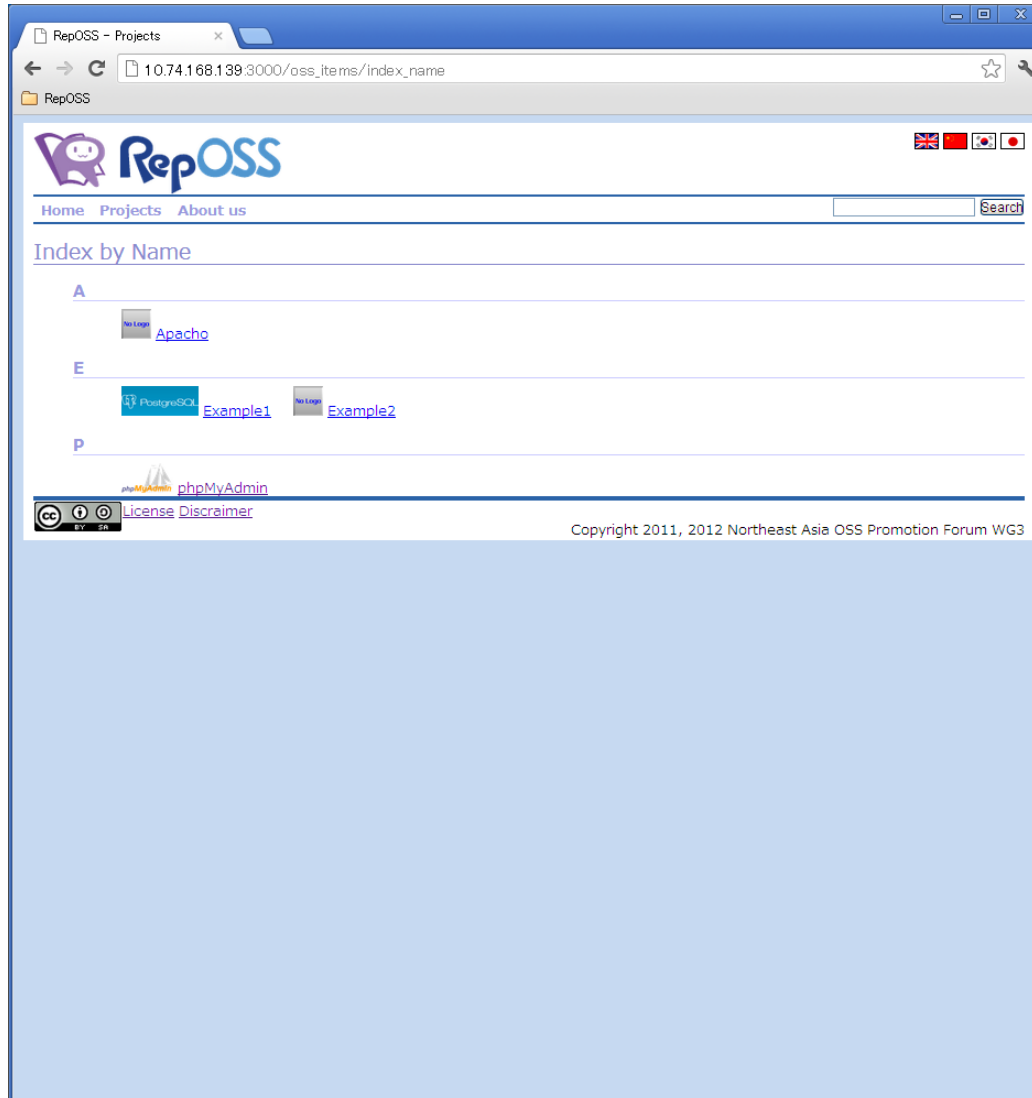 RepOSS - Projects
10.74.168.139:3000/oss_items/index_name
RepOSS
RepOSS
Home Projects About us
Search
Index by Name
A
No Logo Apacho
E
PostgreSQL Example1 No Logo Example2
P
phpMyAdmin phpMyAdmin
cc BY SA License Discraimer
Copyright 2011, 2012 Northeast Asia OSS Promotion Forum WG3